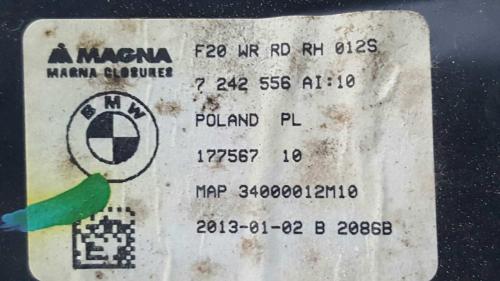 MAGNA
MAGNA CLOSURES
BMW
F20 WR RD RH 012S
7 242 556 AI:10
POLAND PL
177567 10
MAP 34000012M10
2013-01-02 B 2086B